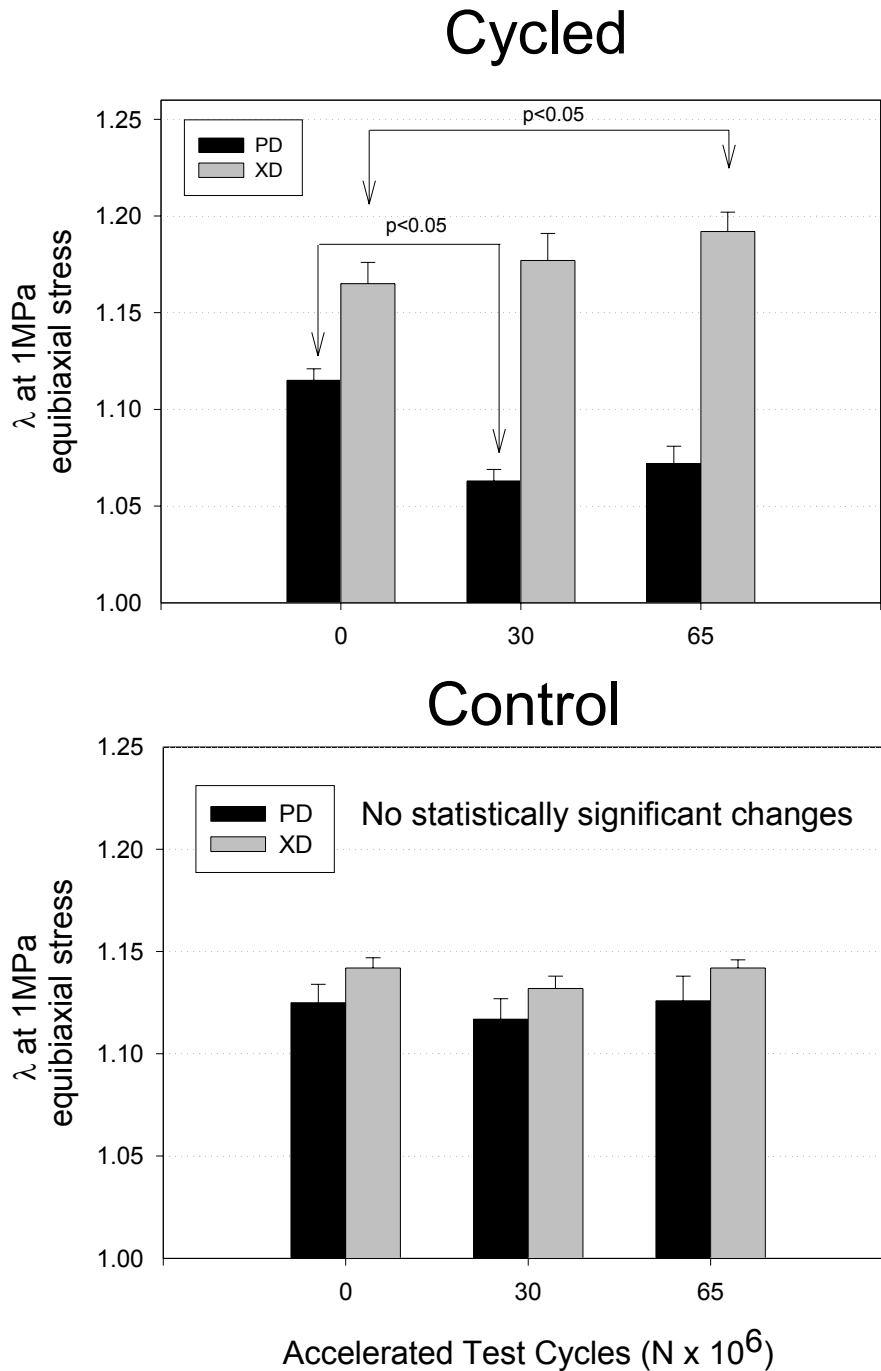 Cycled
PD
XD
p<0.05
p<0.05
λ at 1MPa
equibiaxial stress
1.25
1.20
1.15
1.10
1.05
1.00
0 30 65
Control
PD
XD
No statistically significant changes
λ at 1MPa
equibiaxial stress
1.25
1.20
1.15
1.10
1.05
1.00
0 30 65
Accelerated Test Cycles (N x 10⁶)